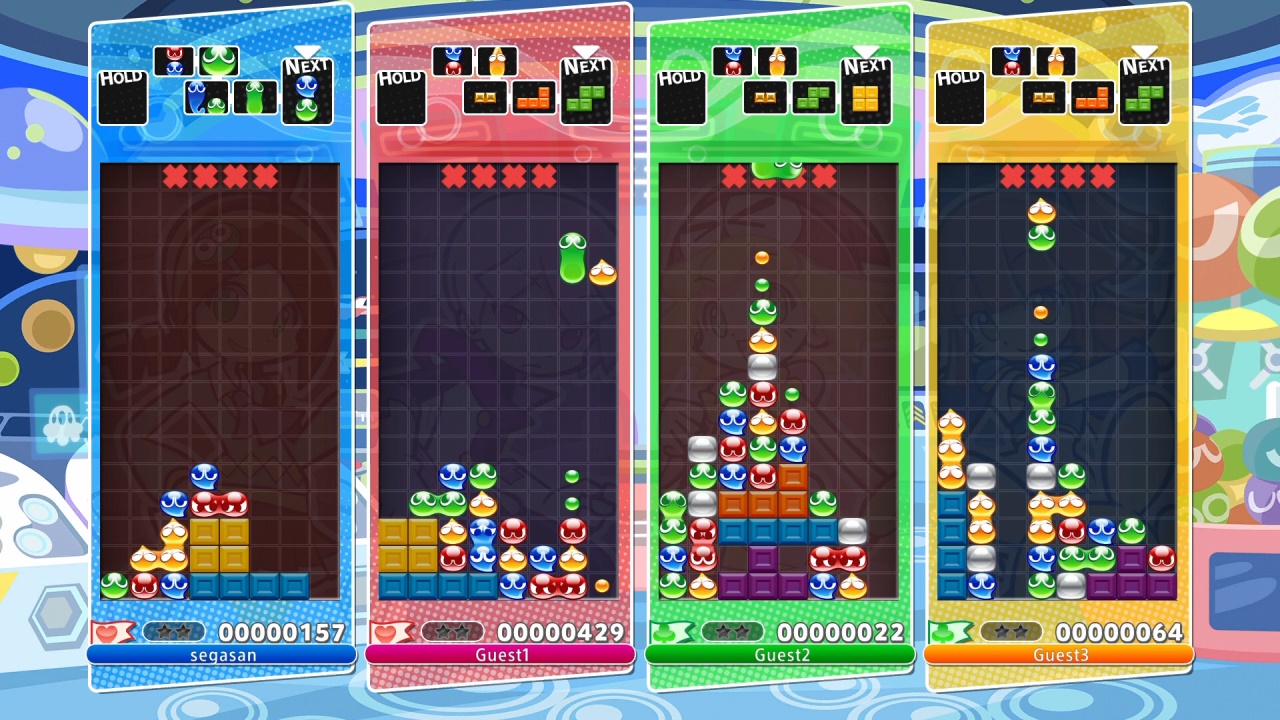 HOLD NEXT
HOLD NEXT
HOLD NEXT
HOLD NEXT
00000157
00000429
00000022
00000064
segasan
Guest1
Guest2
Guest3